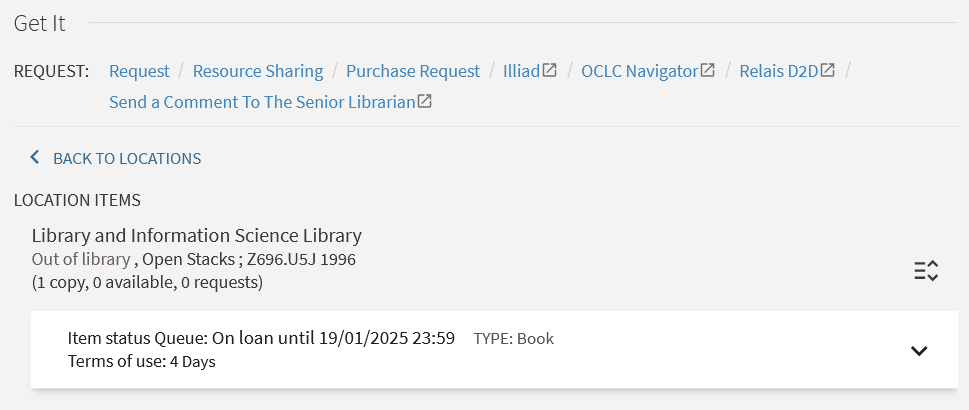 Get It
REQUEST: Request / Resource Sharing / Purchase Request / Illiad / OCLC Navigator / Relais D2D /
Send a Comment To The Senior Librarian
BACK TO LOCATIONS
LOCATION ITEMS
Library and Information Science Library
Out of library , Open Stacks ; Z696.U5J 1996
(1 copy, 0 available, 0 requests)
Item status Queue: On loan until 19/01/2025 23:59 TYPE: Book
Terms of use: 4 Days